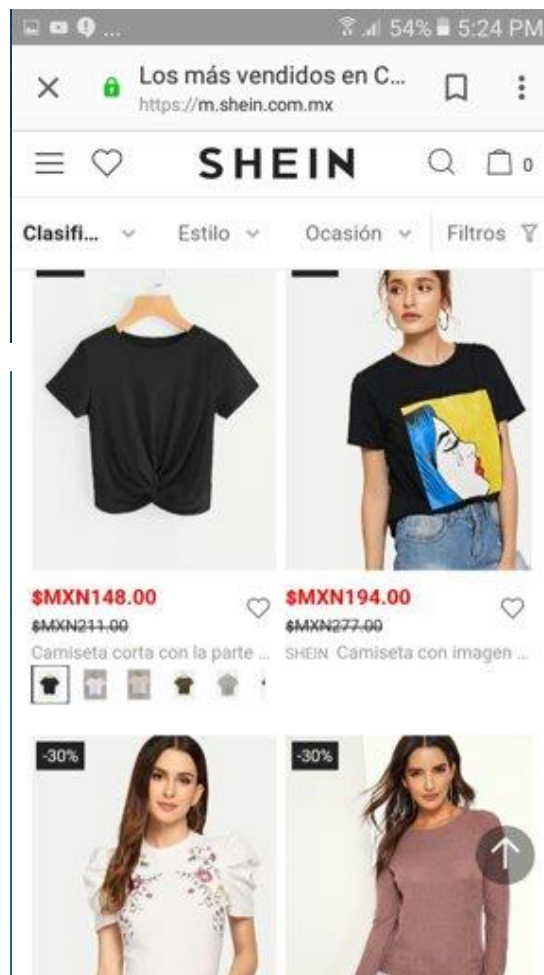 ... 54% 5:24 PM
Los más vendidos en C...
https://m.shein.com.mx
SHEIN 0
Clasifi... Estilo Ocasión Filtros
$MXN148.00 $MXN194.00
$MXN211.00 $MXN277.00
Camiseta corta con la parte ... SHEIN Camiseta con imagen ...
-30% -30%